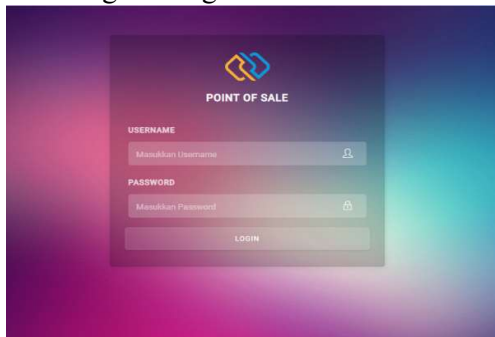 POINT OF SALE
USERNAME
Masukkan Username
PASSWORD
Masukkan Password
LOGIN